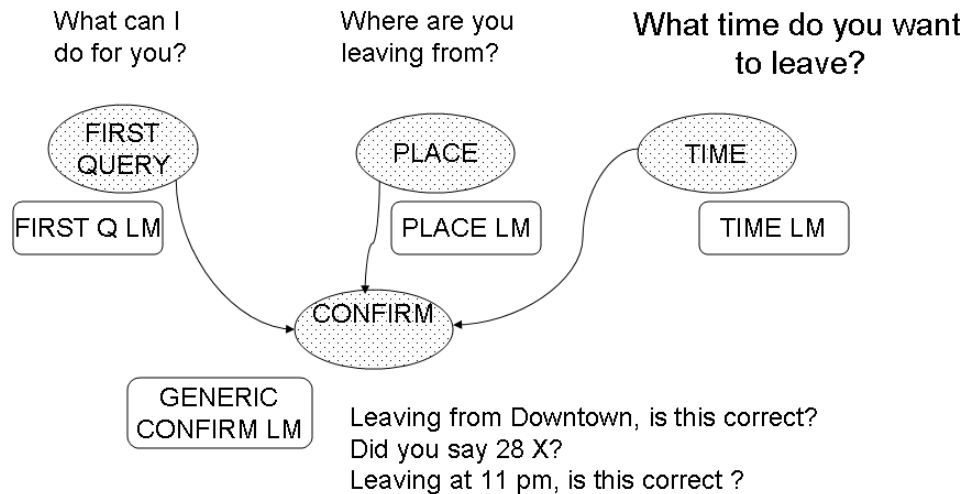 What can I
do for you?
Where are you
leaving from?
What time do you want
to leave?
FIRST
QUERY
PLACE
TIME
FIRST Q LM
PLACE LM
TIME LM
CONFIRM
GENERIC
CONFIRM LM
Leaving from Downtown, is this correct?
Did you say 28 X?
Leaving at 11 pm, is this correct ?